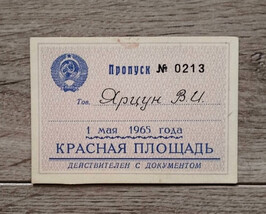 Пропуск № 0213
Тов. Ярцун В.И.
1 мая 1965 года
КРАСНАЯ ПЛОЩАДЬ
ДЕЙСТВИТЕЛЕН С ДОКУМЕНТОМ